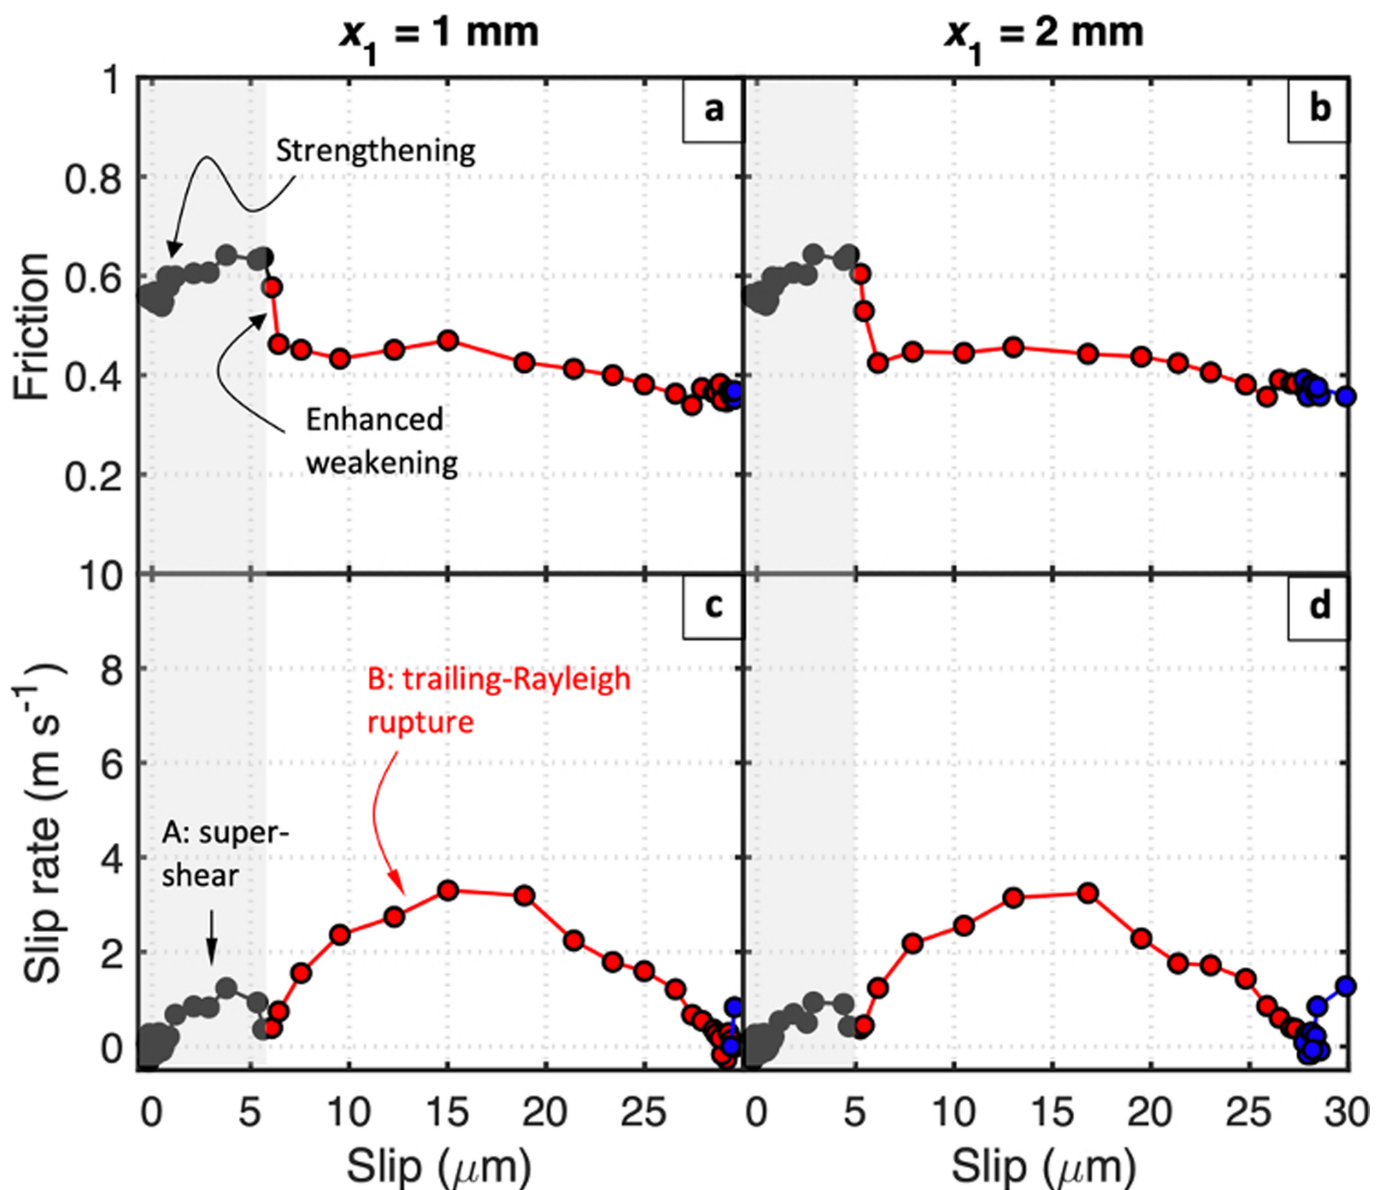 x1 = 1 mm
x1 = 2 mm
1
0.8
0.6
0.4
0.2
Friction
a
Strengthening
Enhanced
weakening
b
10
8
6
4
2
0
Slip rate (m s-1)
c
B: trailing-Rayleigh
rupture
A: super-
shear
d
0 5 10 15 20 25
0 5 10 15 20 25 30
Slip (μm)
Slip (μm)